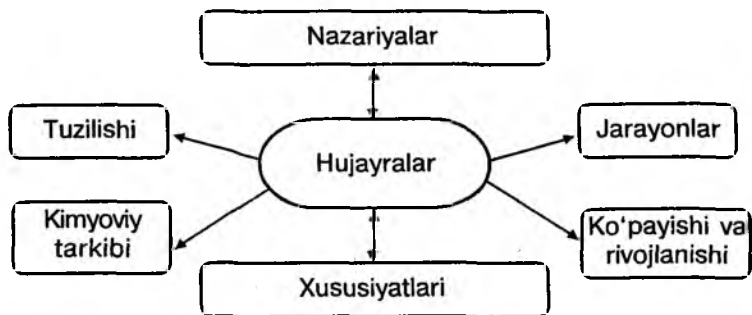 Nazariyalar
Tuzilishi
Hujayralar
Jarayonlar
Kimyoviy
tarkibi
Ko‘payishi va
rivojlanishi
Xususiyatlari